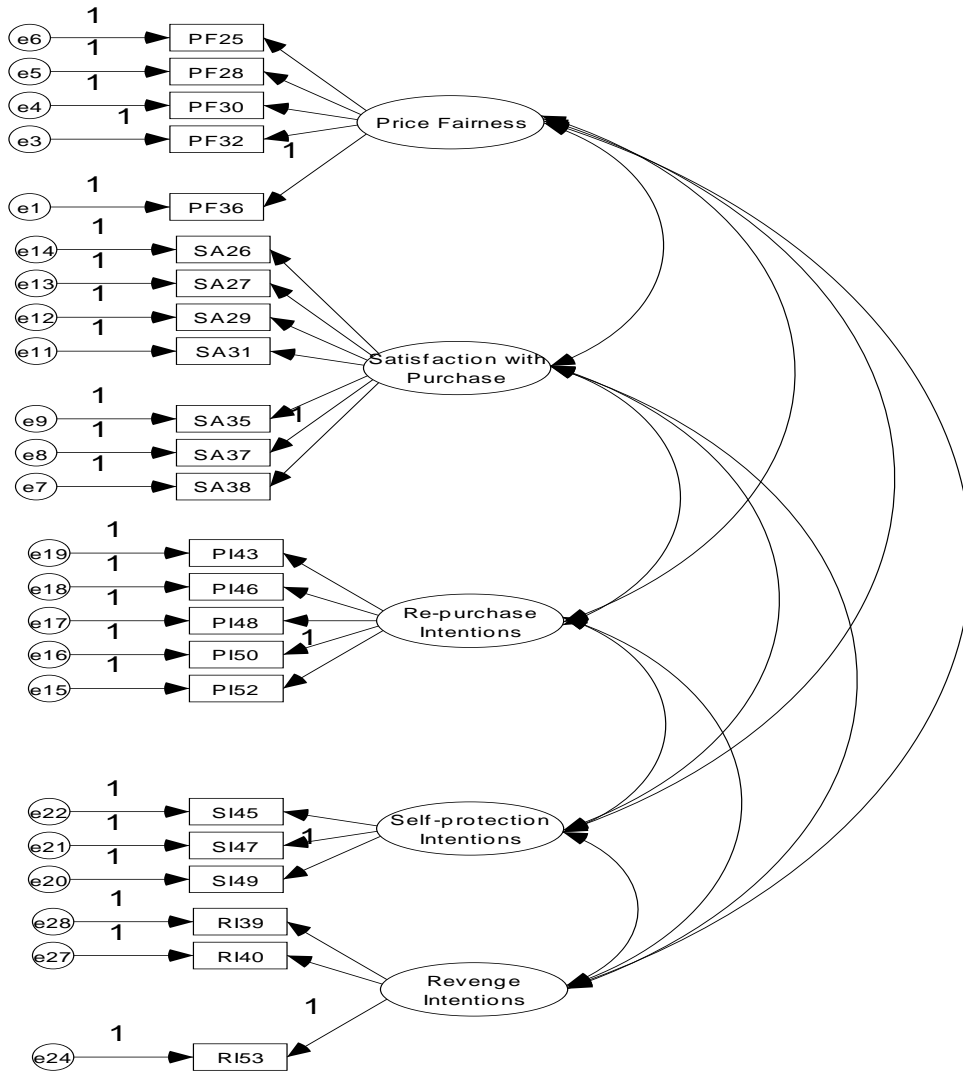 1
e6 PF25
1
e5 PF28
1
e4 PF30
1
e3 PF32
Price Fairness
1
1
e1 PF36
1
e14 SA26
1
e13 SA27
1
e12 SA29
1
e11 SA31
Satisfaction with
Purchase
1
e9 SA35
1
1
e8 SA37
1
e7 SA38
1
e19 PI43
1
e18 PI46
1
e17 PI48
Re-purchase
Intentions
1
1
e16 PI50
1
e15 PI52
1
e22 SI45
1
e21 SI47
Self-protection
Intentions
1
1
e20 SI49
1
e28 RI39
1
e27 RI40
Revenge
Intentions
1
1
e24 RI53